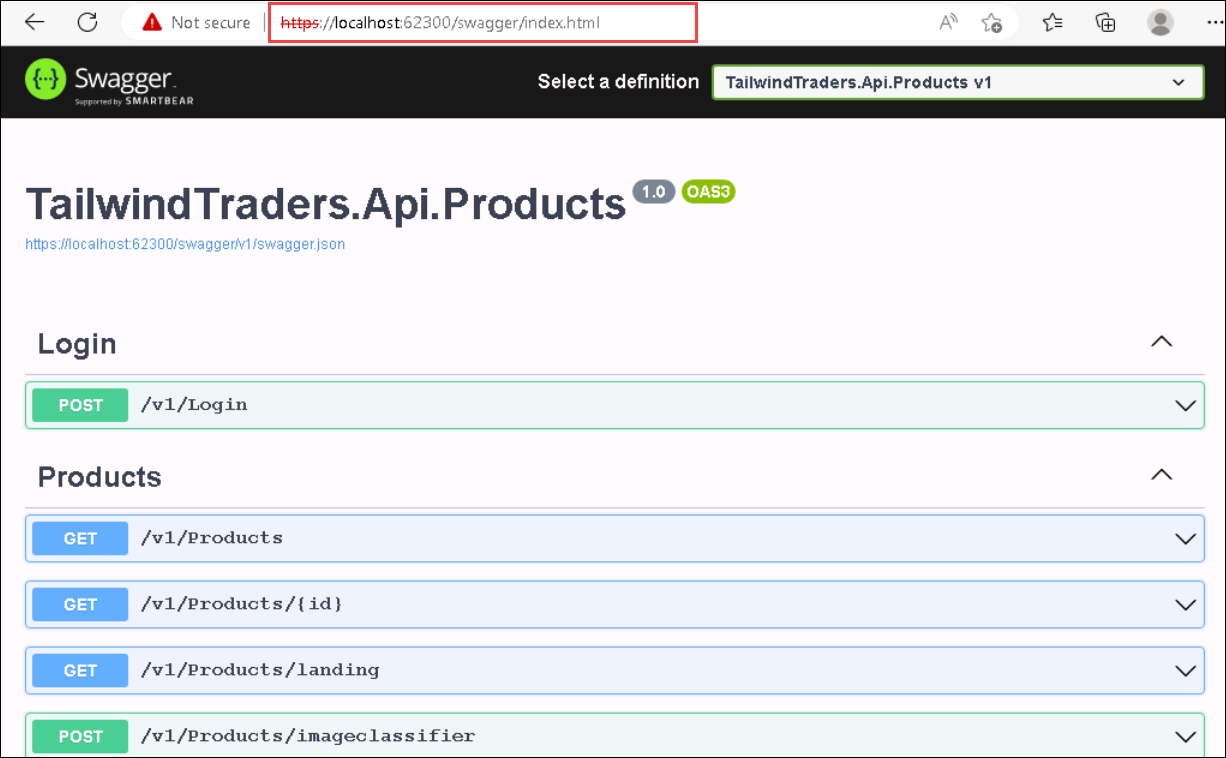 Not secure | https://localhost:62300/swagger/index.html
Swagger
Supported by SMARTBEAR
Select a definition TailwindTraders.Api.Products v1
TailwindTraders.Api.Products 1.0 OAS3
https://localhost:62300/swagger/v1/swagger.json
Login
POST /v1/Login
Products
GET /v1/Products
GET /v1/Products/{id}
GET /v1/Products/landing
POST /v1/Products/imageclassifier